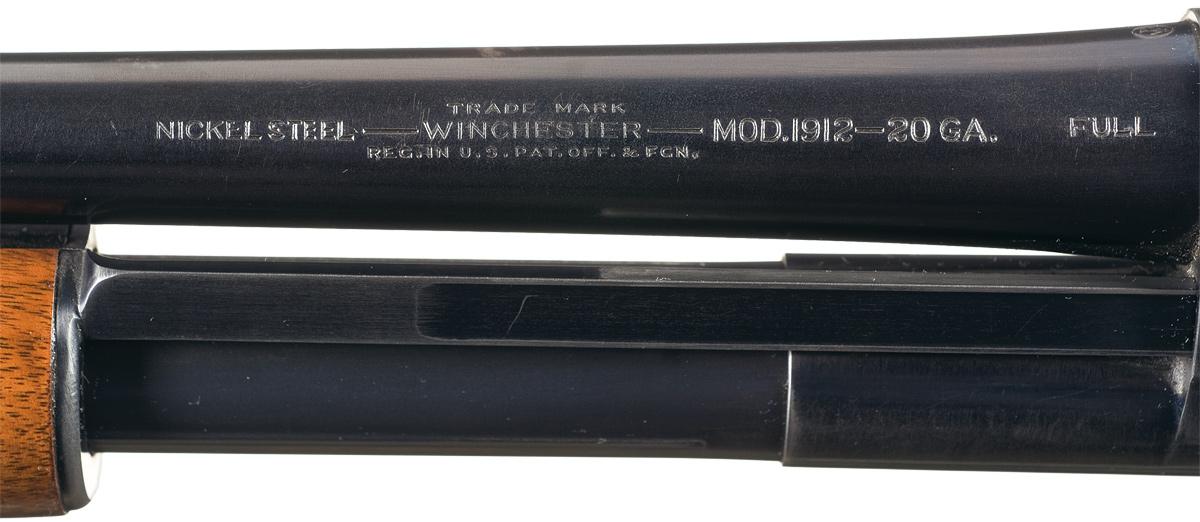 TRADE MARK
NICKEL STEEL — WINCHESTER — MOD.1912—20 GA. FULL
REG. IN U.S. PAT. OFF. & FGN.